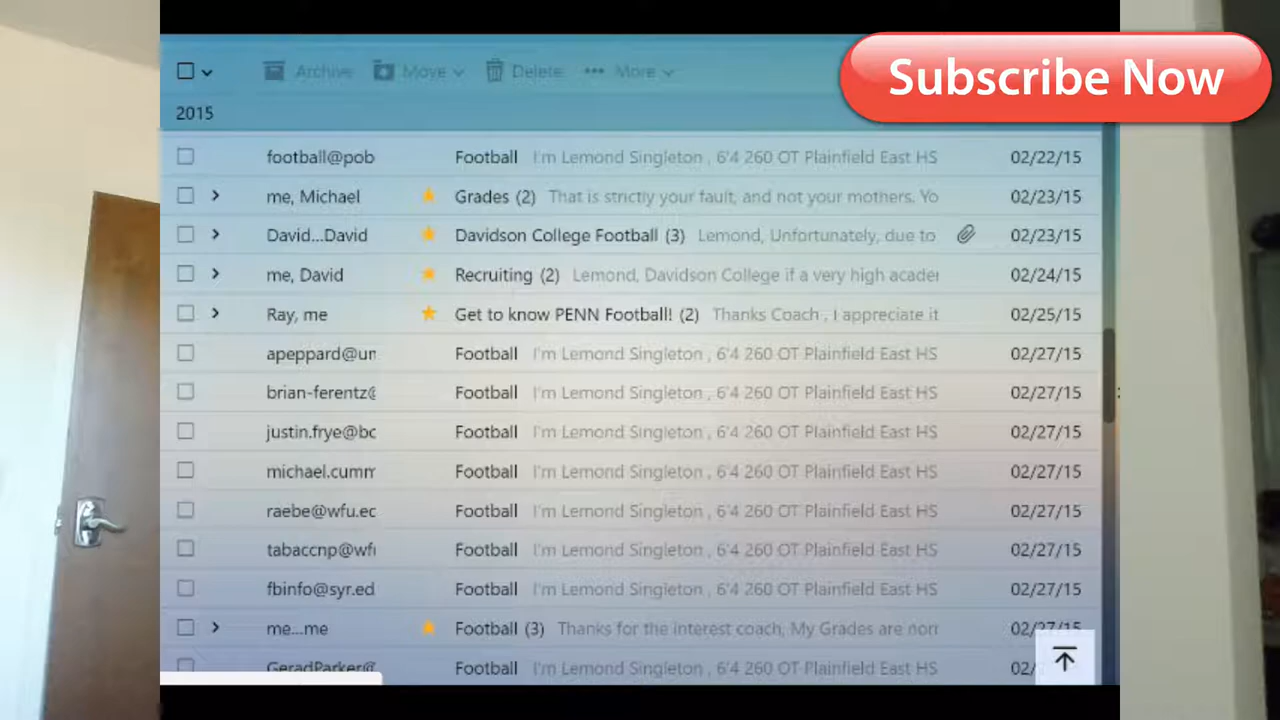 Subscribe Now
Archive Move Delete More
2015
football@pob Football I'm Lemond Singleton , 6'4 260 OT Plainfield East HS 02/22/15
me, Michael Grades (2) That is strictly your fault, and not your mothers. Yo 02/23/15
David...David Davidson College Football (3) Lemond, Unfortunately, due to 02/23/15
me, David Recruiting (2) Lemond, Davidson College if a very high acader 02/24/15
Ray, me Get to know PENN Football! (2) Thanks Coach , I appreciate it 02/25/15
apeppard@un Football I'm Lemond Singleton , 6'4 260 OT Plainfield East HS 02/27/15
brian-ferentz@ Football I'm Lemond Singleton , 6'4 260 OT Plainfield East HS 02/27/15
justin.frye@bc Football I'm Lemond Singleton , 6'4 260 OT Plainfield East HS 02/27/15
michael.cumm Football I'm Lemond Singleton , 6'4 260 OT Plainfield East HS 02/27/15
raebe@wfu.ec Football I'm Lemond Singleton , 6'4 260 OT Plainfield East HS 02/27/15
tabaccnp@wf Football I'm Lemond Singleton , 6'4 260 OT Plainfield East HS 02/27/15
fbinfo@syr.ed Football I'm Lemond Singleton , 6'4 260 OT Plainfield East HS 02/27/15
me...me Football (3) Thanks for the interest coach, My Grades are nor 02/27/15
GeradParker@ Football I'm Lemond Singleton , 6'4 260 OT Plainfield East HS 02/